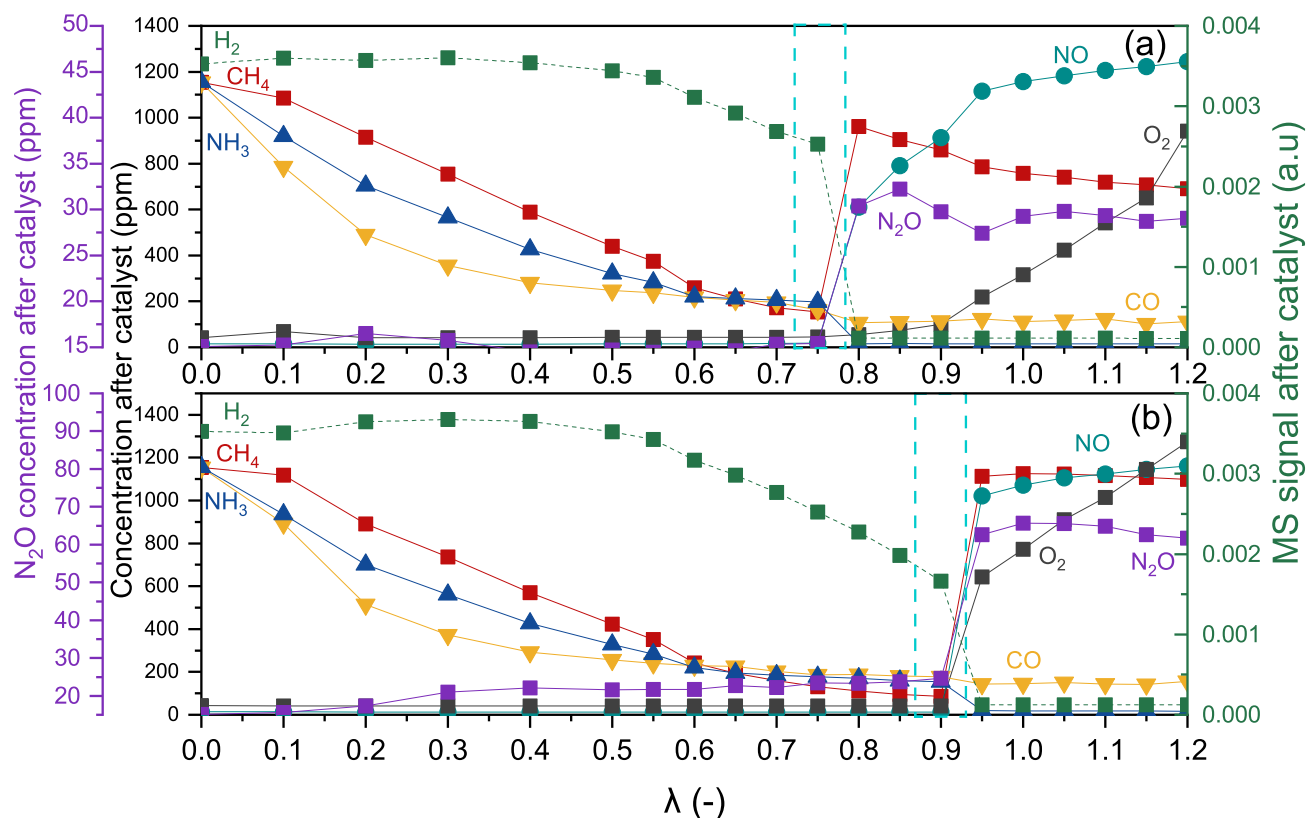 N₂O concentration after catalyst (ppm)
50
45
40
35
30
25
20
15
Concentration after catalyst (ppm)
1400
1200
1000
800
600
400
200
0
(a)
H₂
CH₄
NH₃
NO
O₂
N₂O
CO
0.004
0.003
0.002
0.001
0.000
MS signal after catalyst (a.u)
0.0 0.1 0.2 0.3 0.4 0.5 0.6 0.7 0.8 0.9 1.0 1.1 1.2
100
90
80
70
60
50
40
30
20
1400
1200
1000
800
600
400
200
0
(b)
H₂
CH₄
NH₃
NO
N₂O
O₂
CO
0.004
0.003
0.002
0.001
0.000
0.0 0.1 0.2 0.3 0.4 0.5 0.6 0.7 0.8 0.9 1.0 1.1 1.2
λ (-)